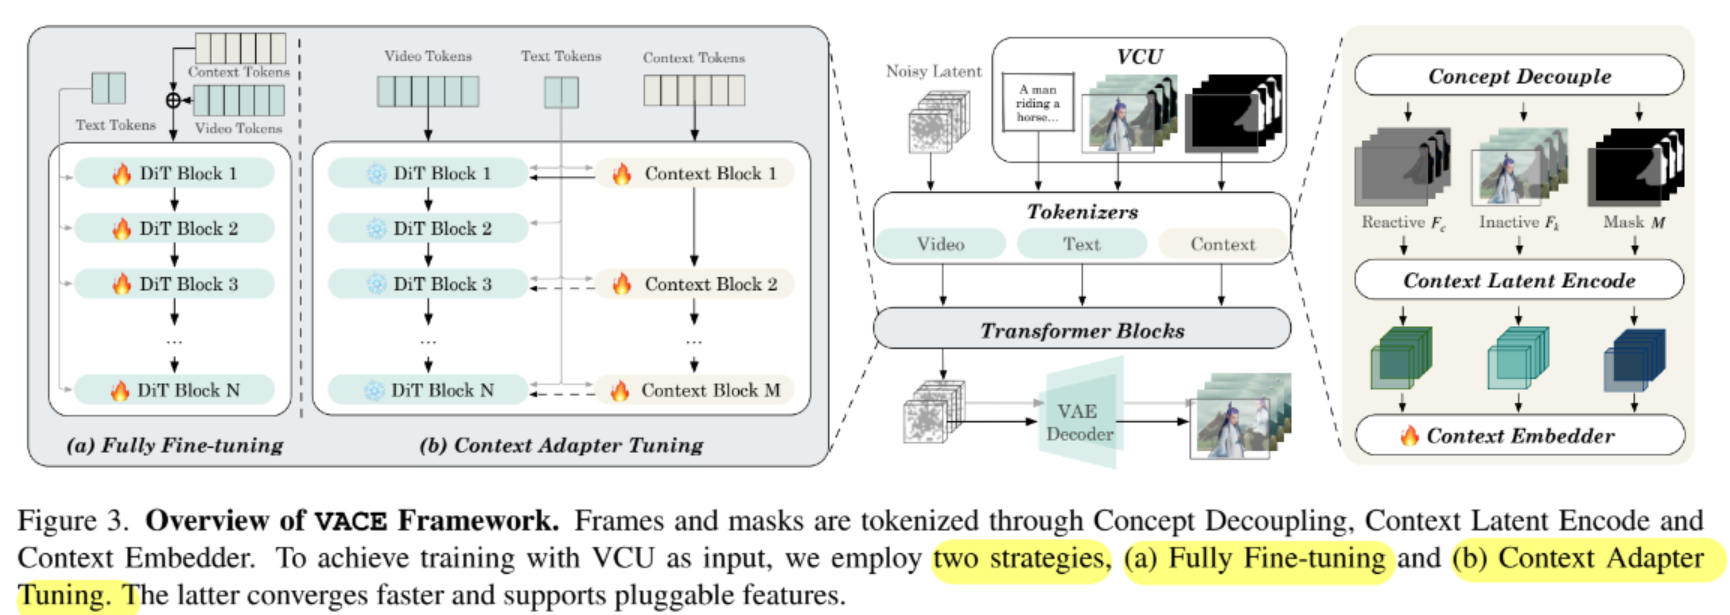 Context Tokens
Text Tokens
Video Tokens
DiT Block 1
DiT Block 2
DiT Block 3
...
DiT Block N
(a) Fully Fine-tuning
Video Tokens
Text Tokens
Context Tokens
DiT Block 1
Context Block 1
DiT Block 2
DiT Block 3
Context Block 2
...
...
DiT Block N
Context Block M
(b) Context Adapter Tuning
Noisy Latent
VCU
A man
riding a
horse...
Tokenizers
Video
Text
Context
Transformer Blocks
VAE
Decoder
Concept Decouple
Reactive F_c
Inactive F_k
Mask M
Context Latent Encode
Context Embedder
Figure 3. Overview of VACE Framework. Frames and masks are tokenized through Concept Decoupling, Context Latent Encode and
Context Embedder. To achieve training with VCU as input, we employ two strategies, (a) Fully Fine-tuning and (b) Context Adapter
Tuning. The latter converges faster and supports pluggable features.